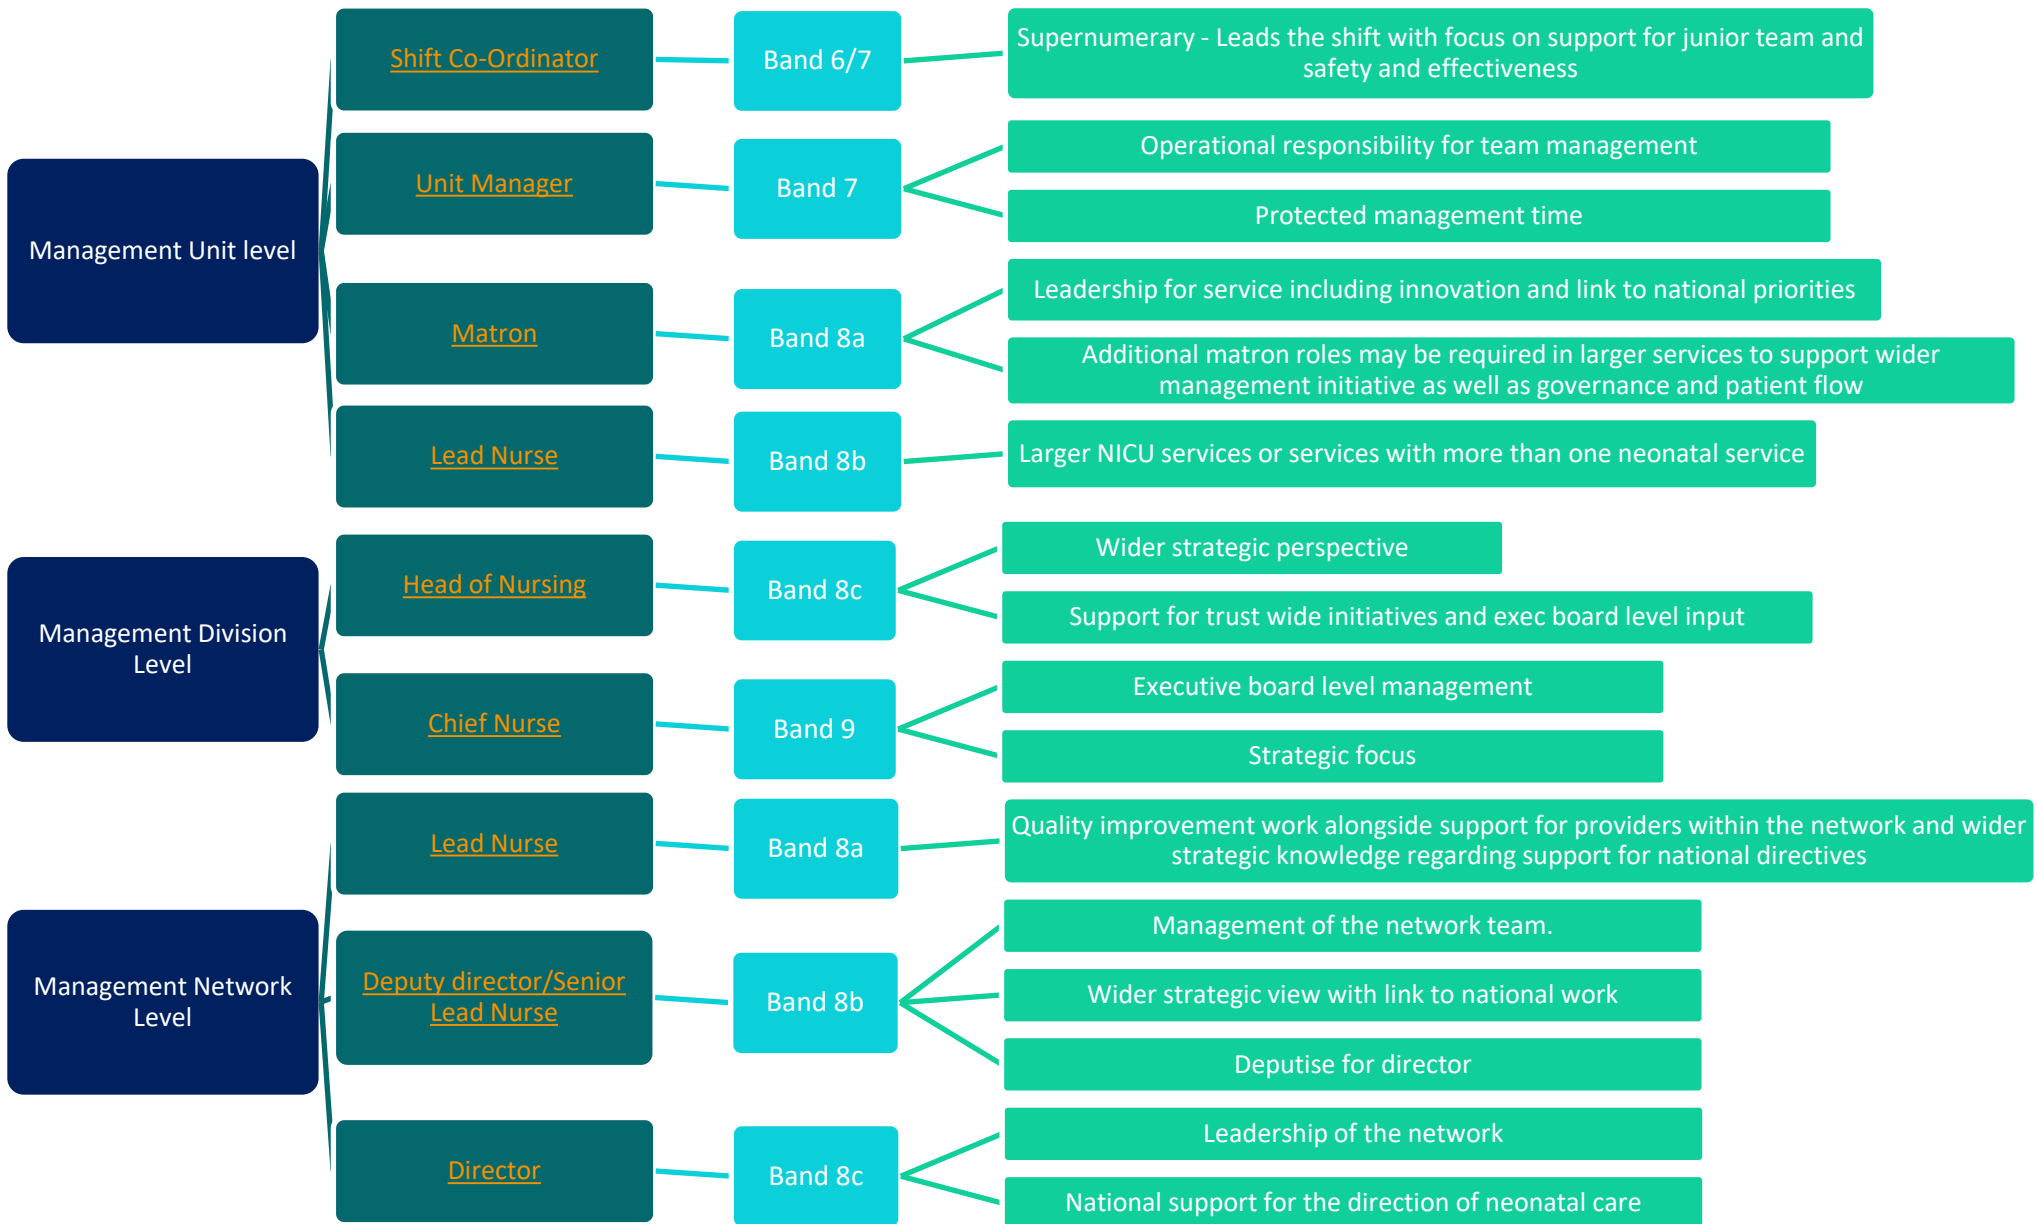 Management Unit level
Shift Co-Ordinator
Band 6/7
Supernumerary - Leads the shift with focus on support for junior team and
safety and effectiveness
Unit Manager
Band 7
Operational responsibility for team management
Protected management time
Matron
Band 8a
Leadership for service including innovation and link to national priorities
Additional matron roles may be required in larger services to support wider
management initiative as well as governance and patient flow
Lead Nurse
Band 8b
Larger NICU services or services with more than one neonatal service
Management Division
Level
Head of Nursing
Band 8c
Wider strategic perspective
Support for trust wide initiatives and exec board level input
Chief Nurse
Band 9
Executive board level management
Strategic focus
Management Network
Level
Lead Nurse
Band 8a
Quality improvement work alongside support for providers within the network and wider
strategic knowledge regarding support for national directives
Deputy director/Senior
Lead Nurse
Band 8b
Management of the network team.
Wider strategic view with link to national work
Deputise for director
Director
Band 8c
Leadership of the network
National support for the direction of neonatal care